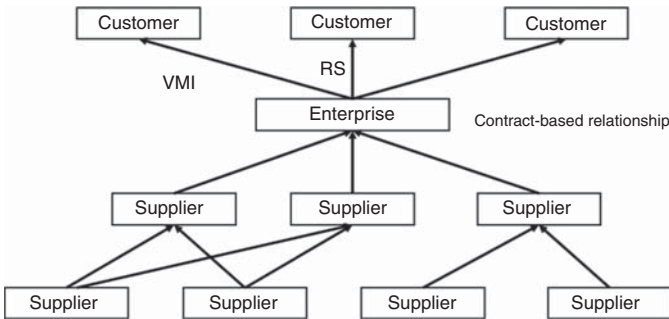 Customer
Customer
Customer
VMI
RS
Enterprise
Contract-based relationship
Supplier
Supplier
Supplier
Supplier
Supplier
Supplier
Supplier